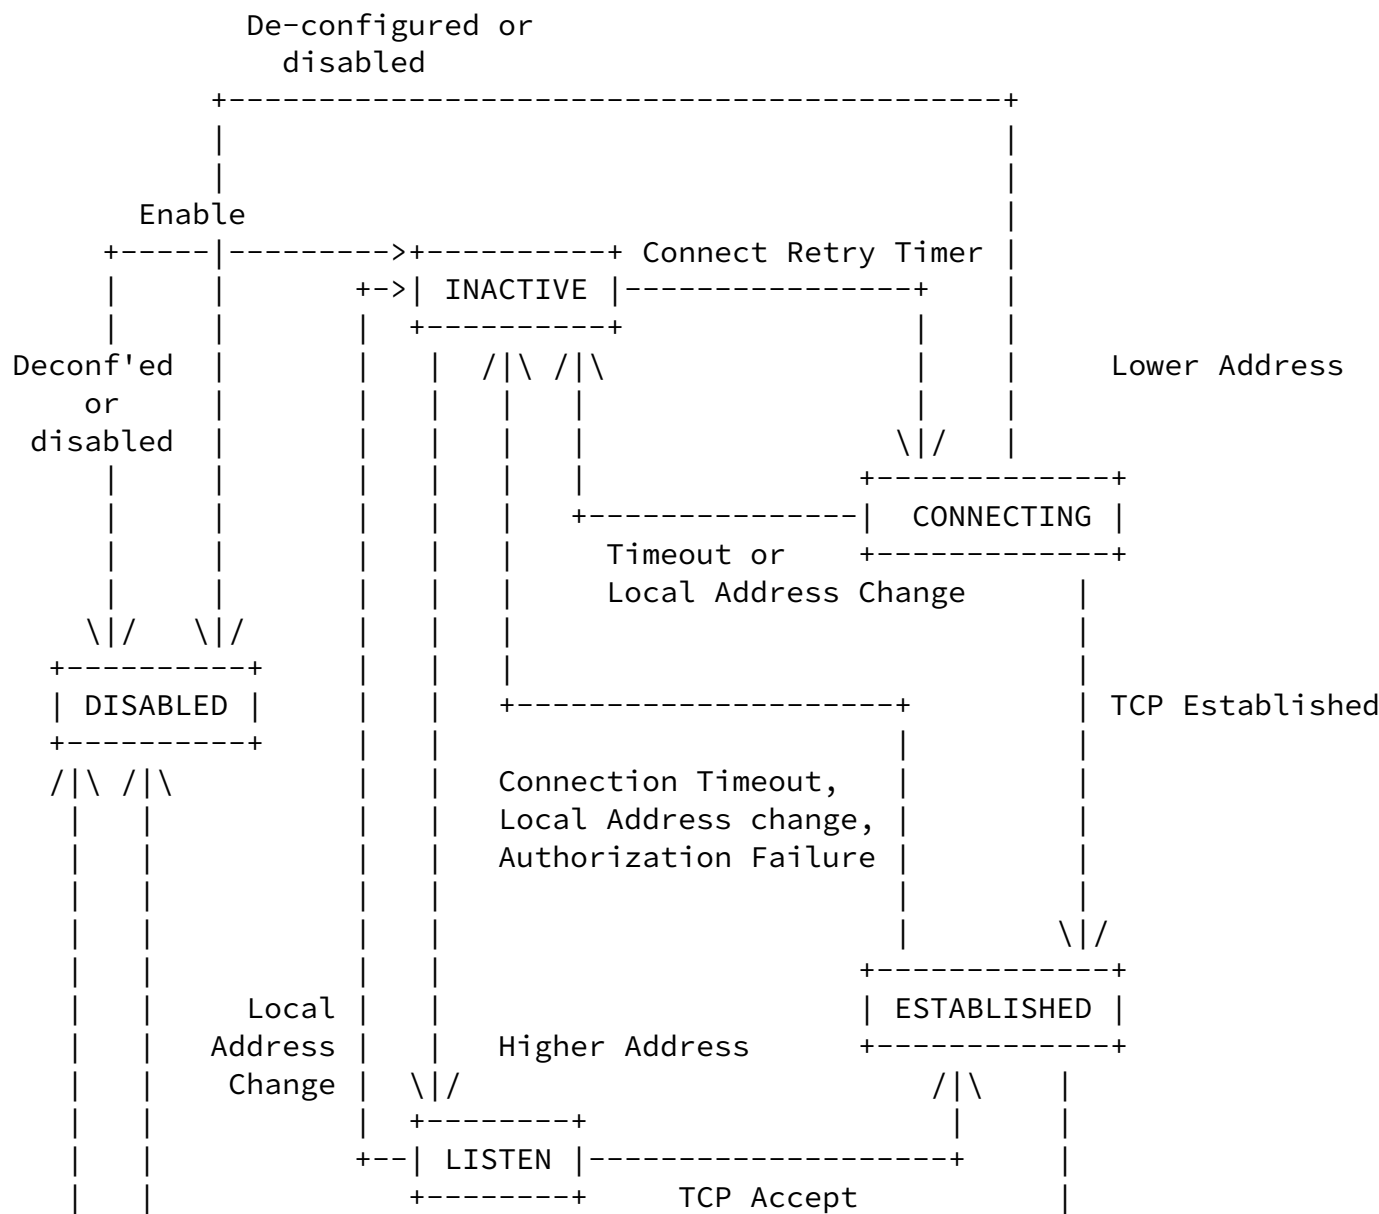 De-configured or
disabled
Enable
Connect Retry Timer
INACTIVE
Deconf'ed
or
disabled
Lower Address
CONNECTING
Timeout or
Local Address Change
DISABLED
TCP Established
Connection Timeout,
Local Address change,
Authorization Failure
Local
Address
Change
ESTABLISHED
Higher Address
LISTEN
TCP Accept